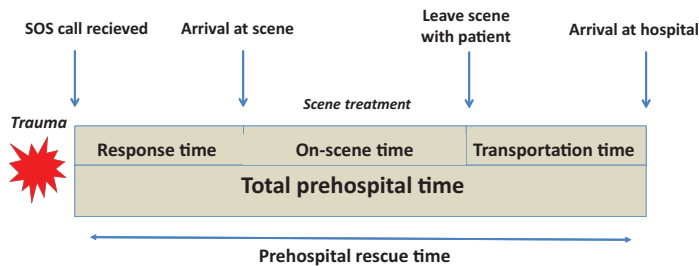 SOS call recieved
Arrival at scene
Leave scene
with patient
Arrival at hospital
Trauma
Scene treatment
Response time
On-scene time
Transportation time
Total prehospital time
Prehospital rescue time